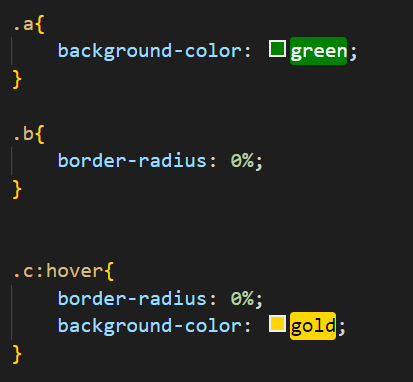 .a{
background-color: green;
}
.b{
border-radius: 0%;
}
.c:hover{
border-radius: 0%;
background-color: gold;
}